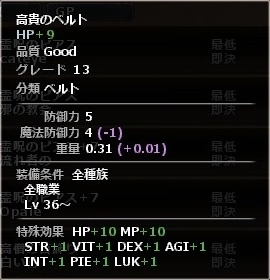 GP
高貴のベルト
HP+9
品質 Good
グレード 13
分類 ベルト
防御力 5
魔法防御力 4 (-1)
重量 0.31 (+0.01)
装備条件 全種族
全職業
Lv 36~
特殊効果 HP+10 MP+10
STR+1 VIT+1 DEX+1 AGI+1
INT+1 PIE+1 LUK+1